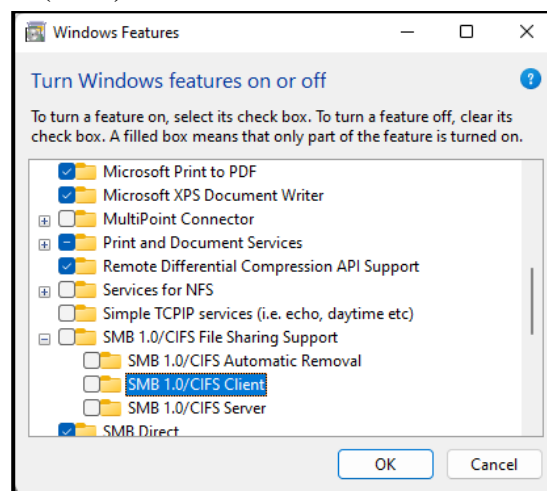 Windows Features
Turn Windows features on or off
?
To turn a feature on, select its check box. To turn a feature off, clear its
check box. A filled box means that only part of the feature is turned on.
Microsoft Print to PDF
Microsoft XPS Document Writer
MultiPoint Connector
Print and Document Services
Remote Differential Compression API Support
Services for NFS
Simple TCPIP services (i.e. echo, daytime etc)
SMB 1.0/CIFS File Sharing Support
SMB 1.0/CIFS Automatic Removal
SMB 1.0/CIFS Client
SMB 1.0/CIFS Server
SMB Direct
OK Cancel